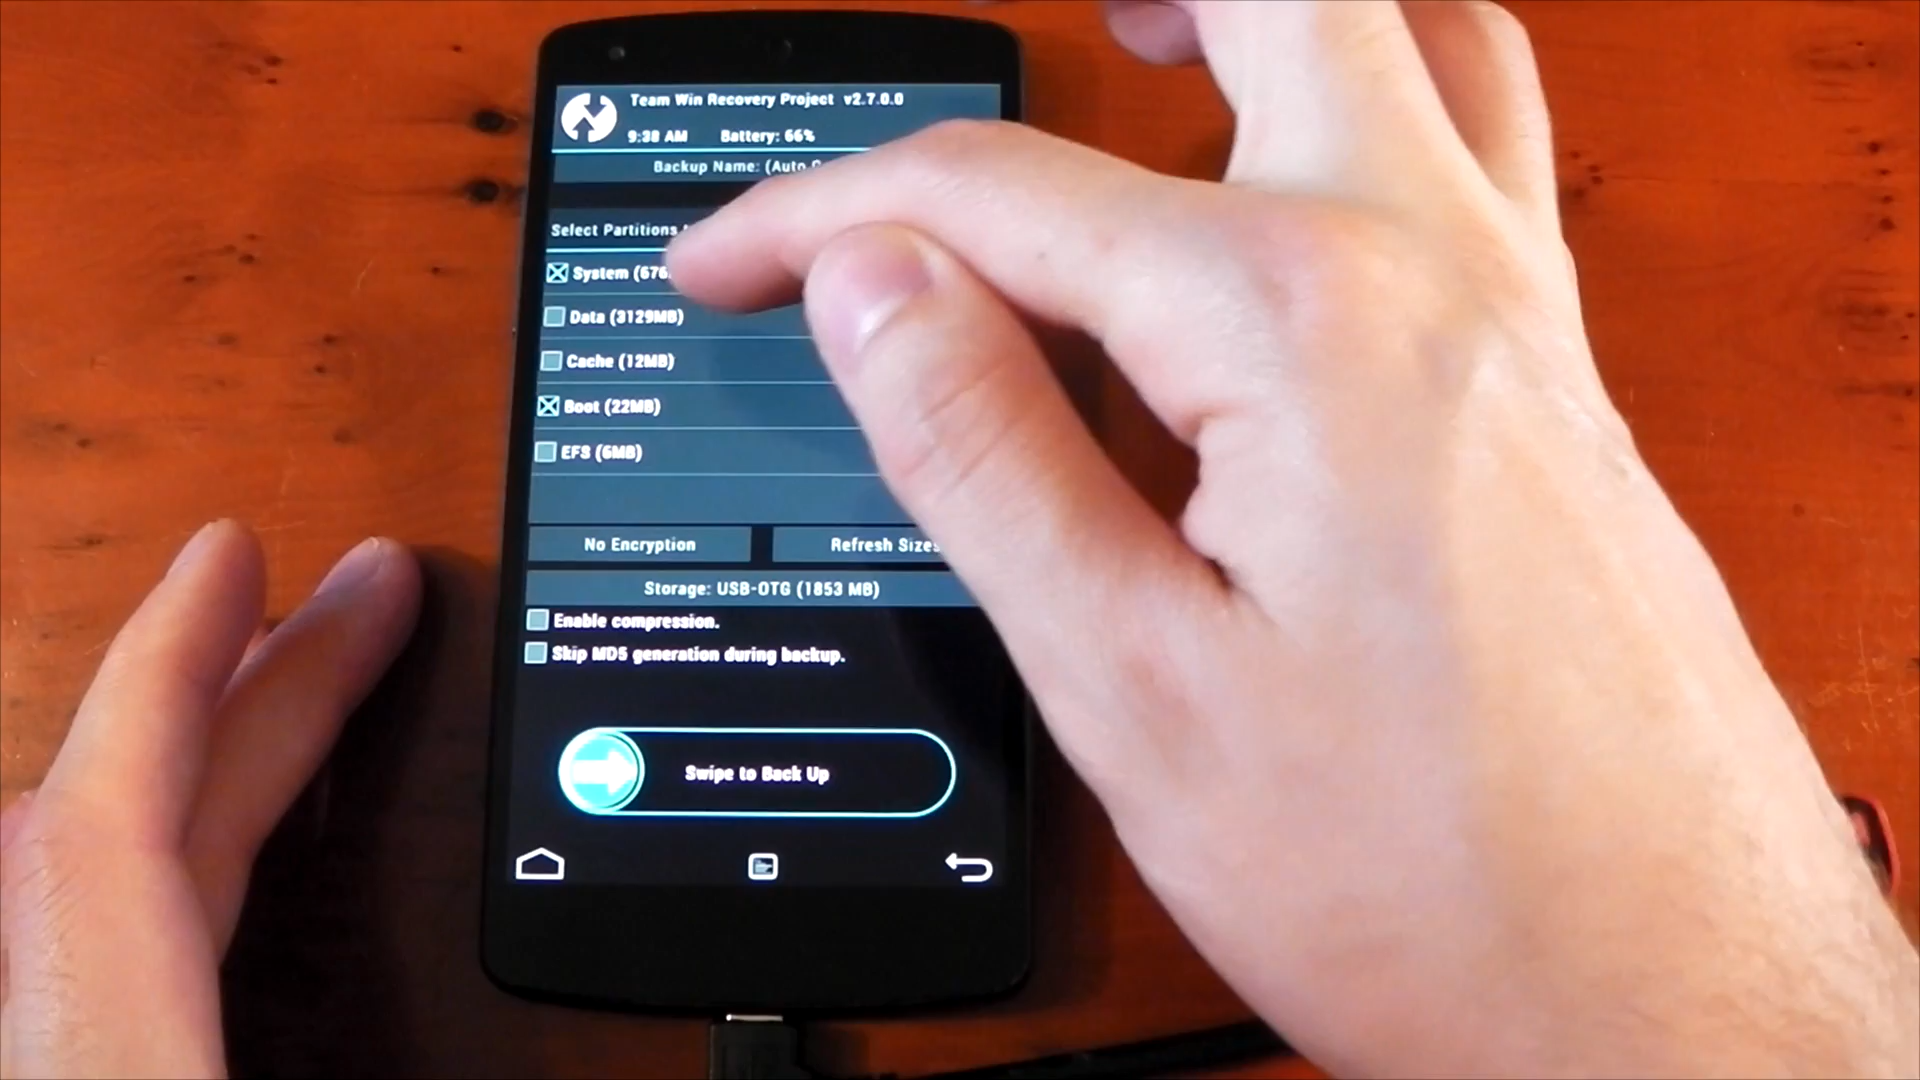 Team Win Recovery Project v2.7.0.0
9:38 AM Battery: 66%
Backup Name: (Auto
Select Partitions
System (676
Data (3129MB)
Cache (12MB)
Boot (22MB)
EFS (6MB)
No Encryption Refresh Sizes
Storage: USB-OTG (1853 MB)
Enable compression.
Skip MD5 generation during backup.
Swipe to Back Up